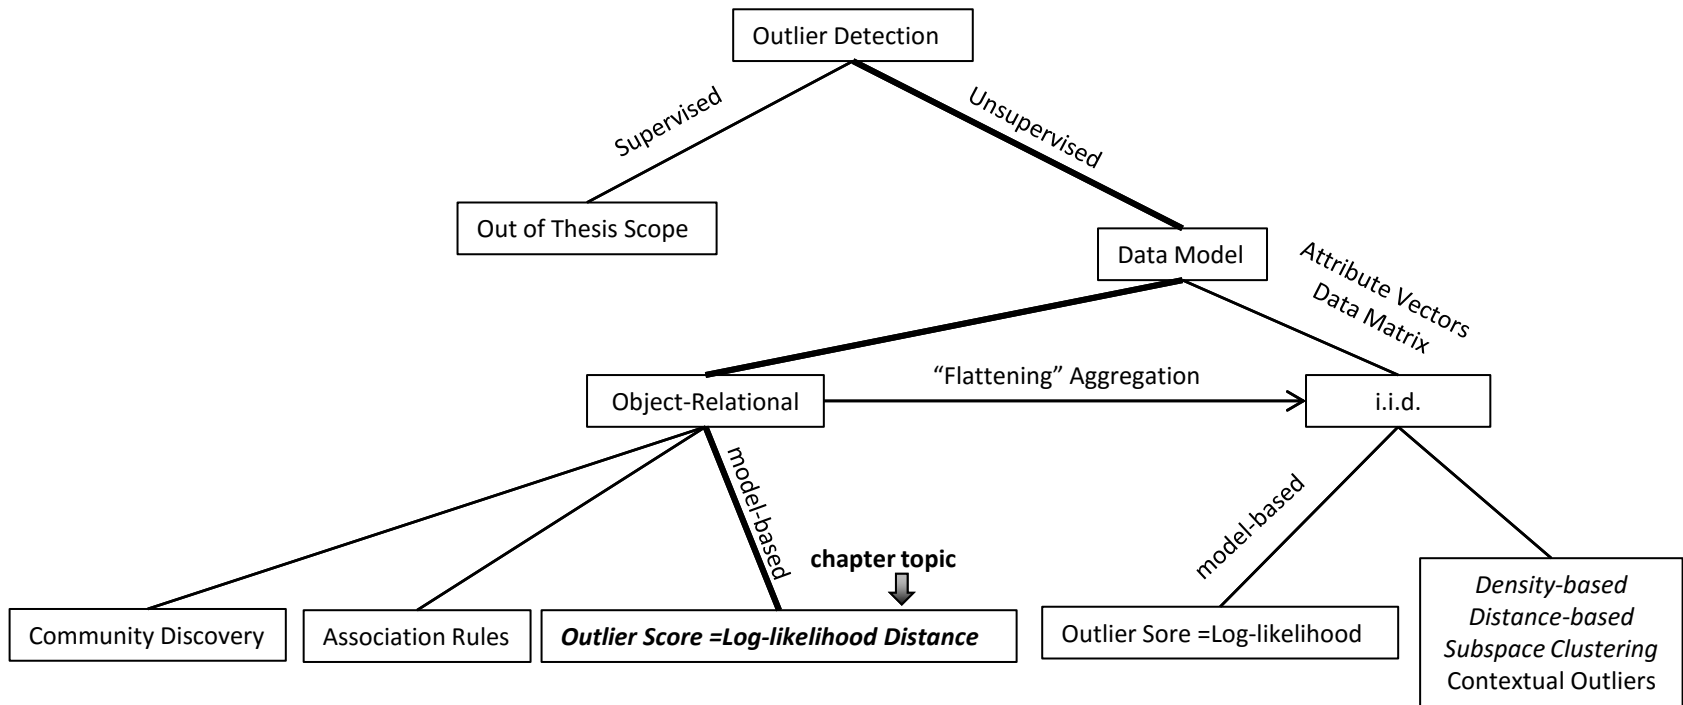 Outlier Detection
Supervised
Unsupervised
Out of Thesis Scope
Data Model
Attribute Vectors
Data Matrix
“Flattening” Aggregation
Object-Relational
i.i.d.
model-based
model-based
chapter topic
Community Discovery
Association Rules
Outlier Score =Log-likelihood Distance
Outlier Sore =Log-likelihood
Density-based
Distance-based
Subspace Clustering
Contextual Outliers